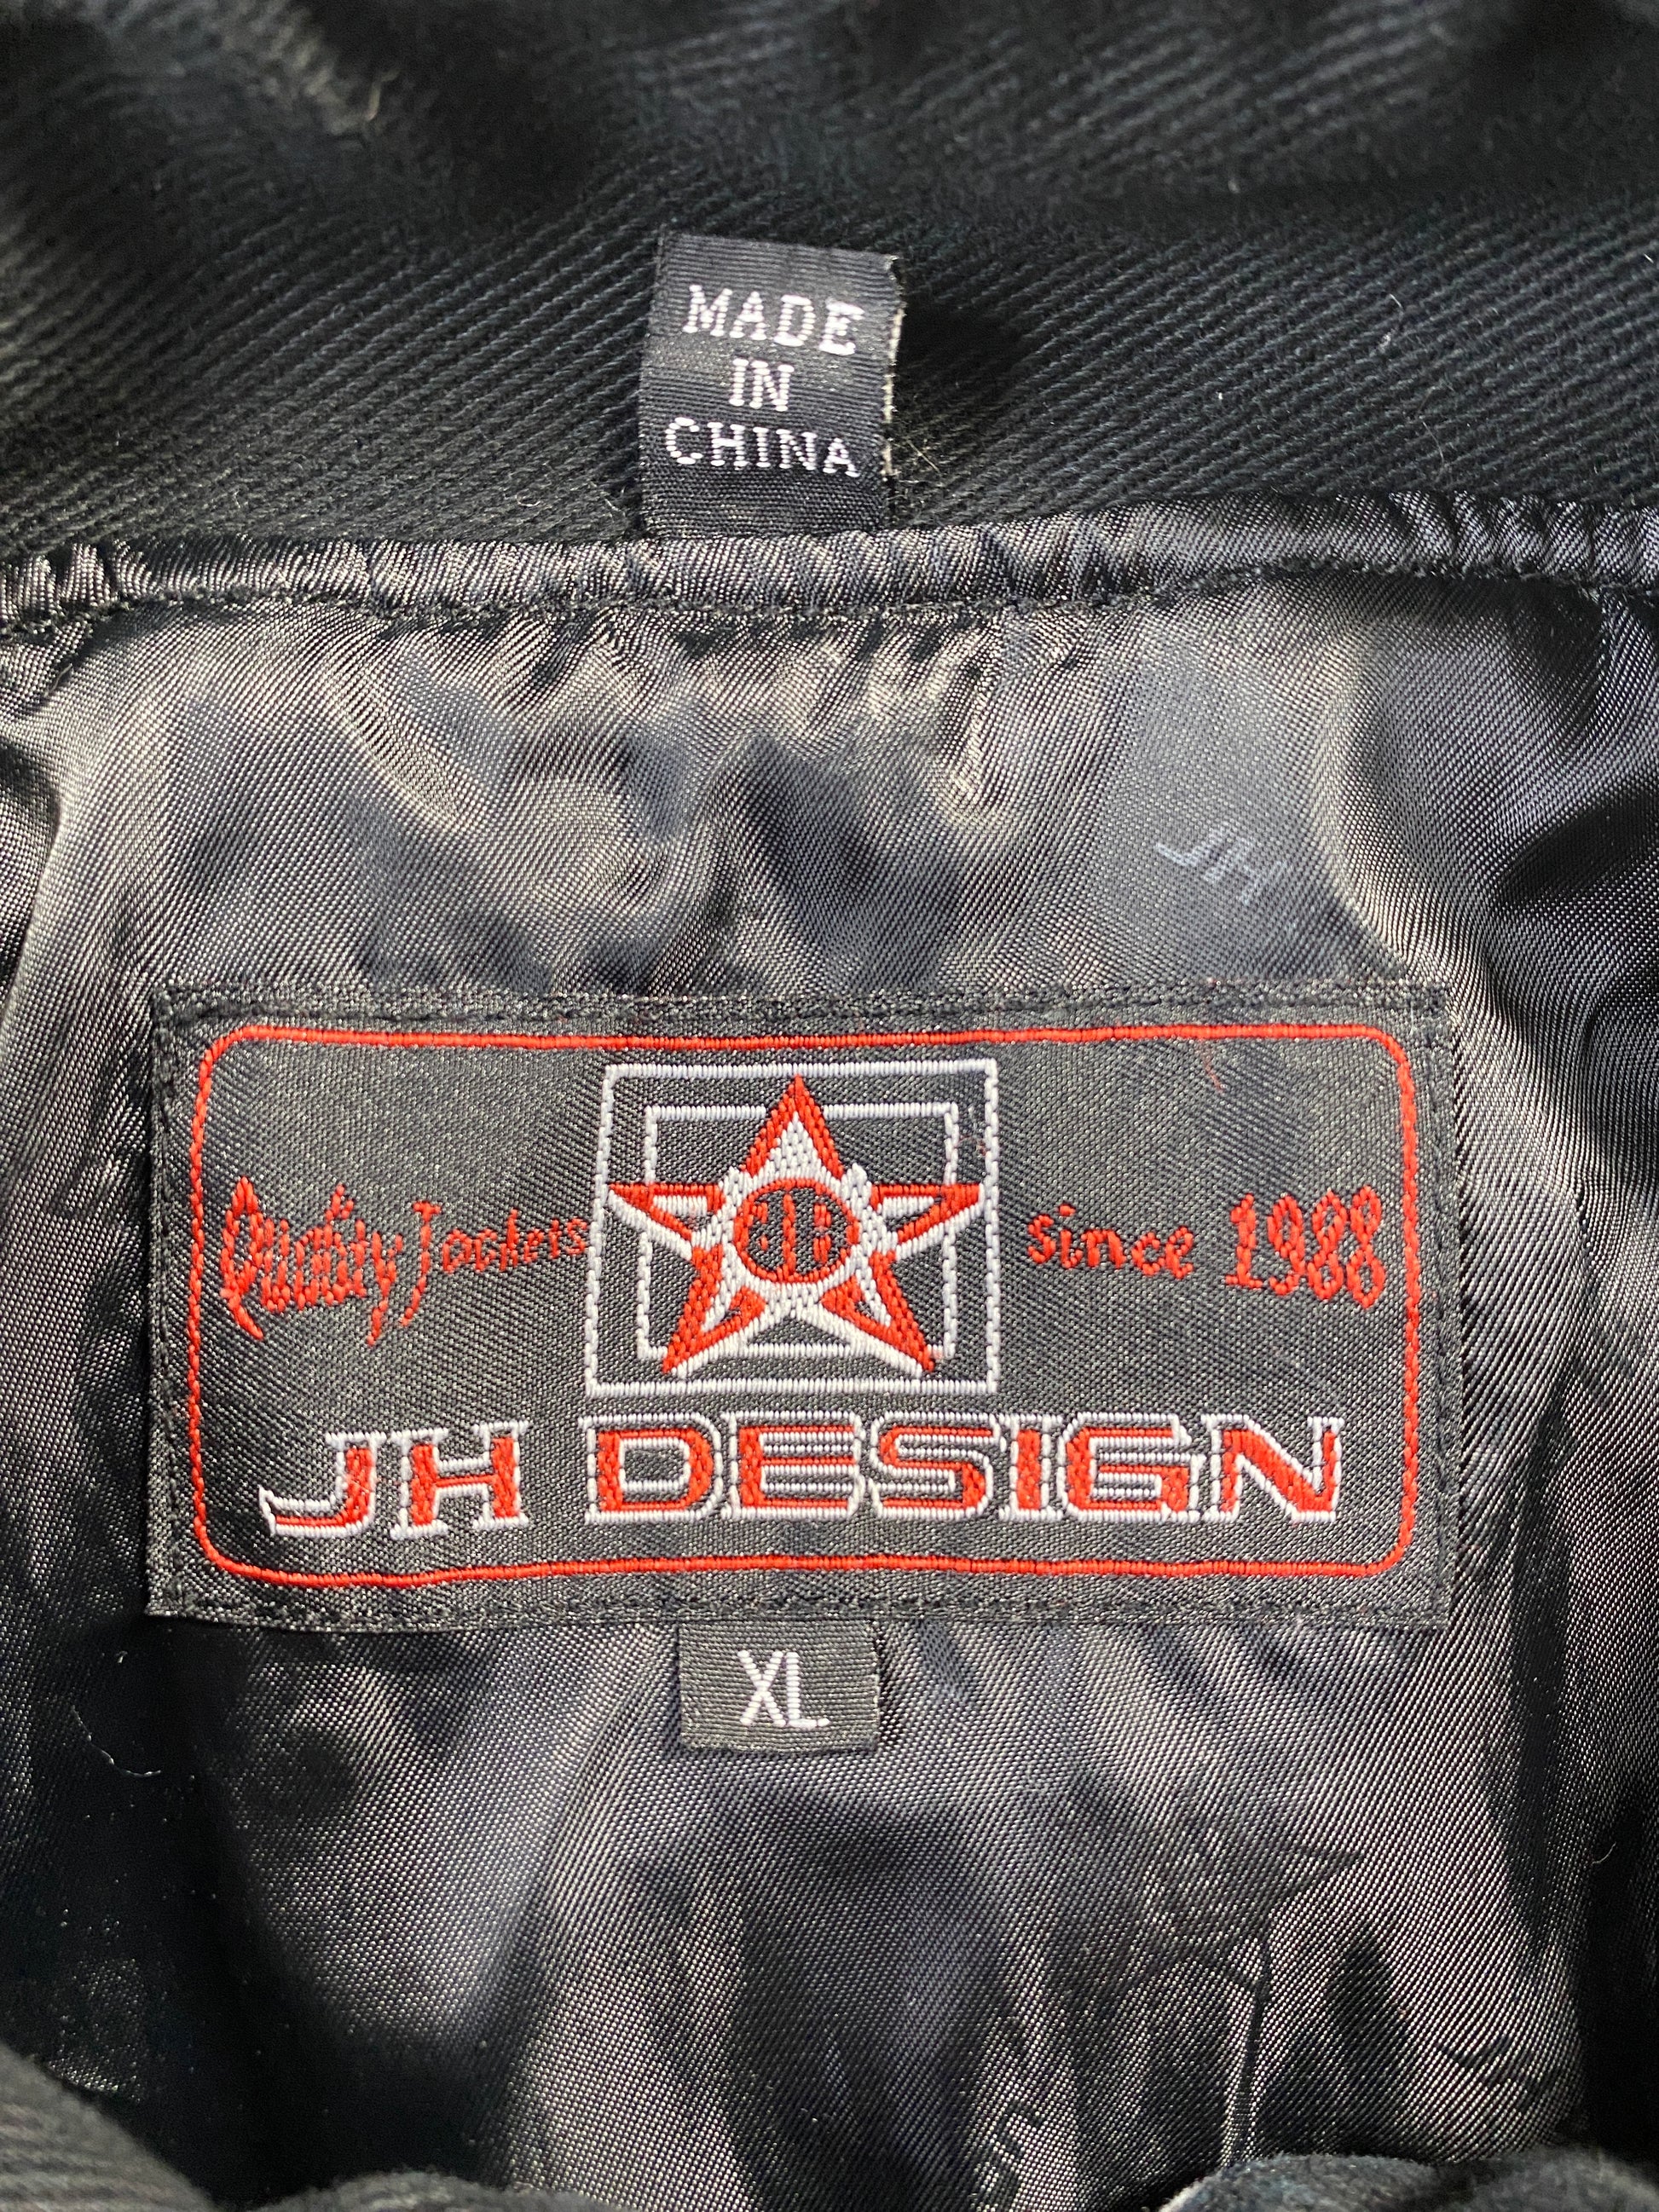 MADE
IN
CHINA
JH
Quality Jackets
since 1988
JH DESIGN
XL